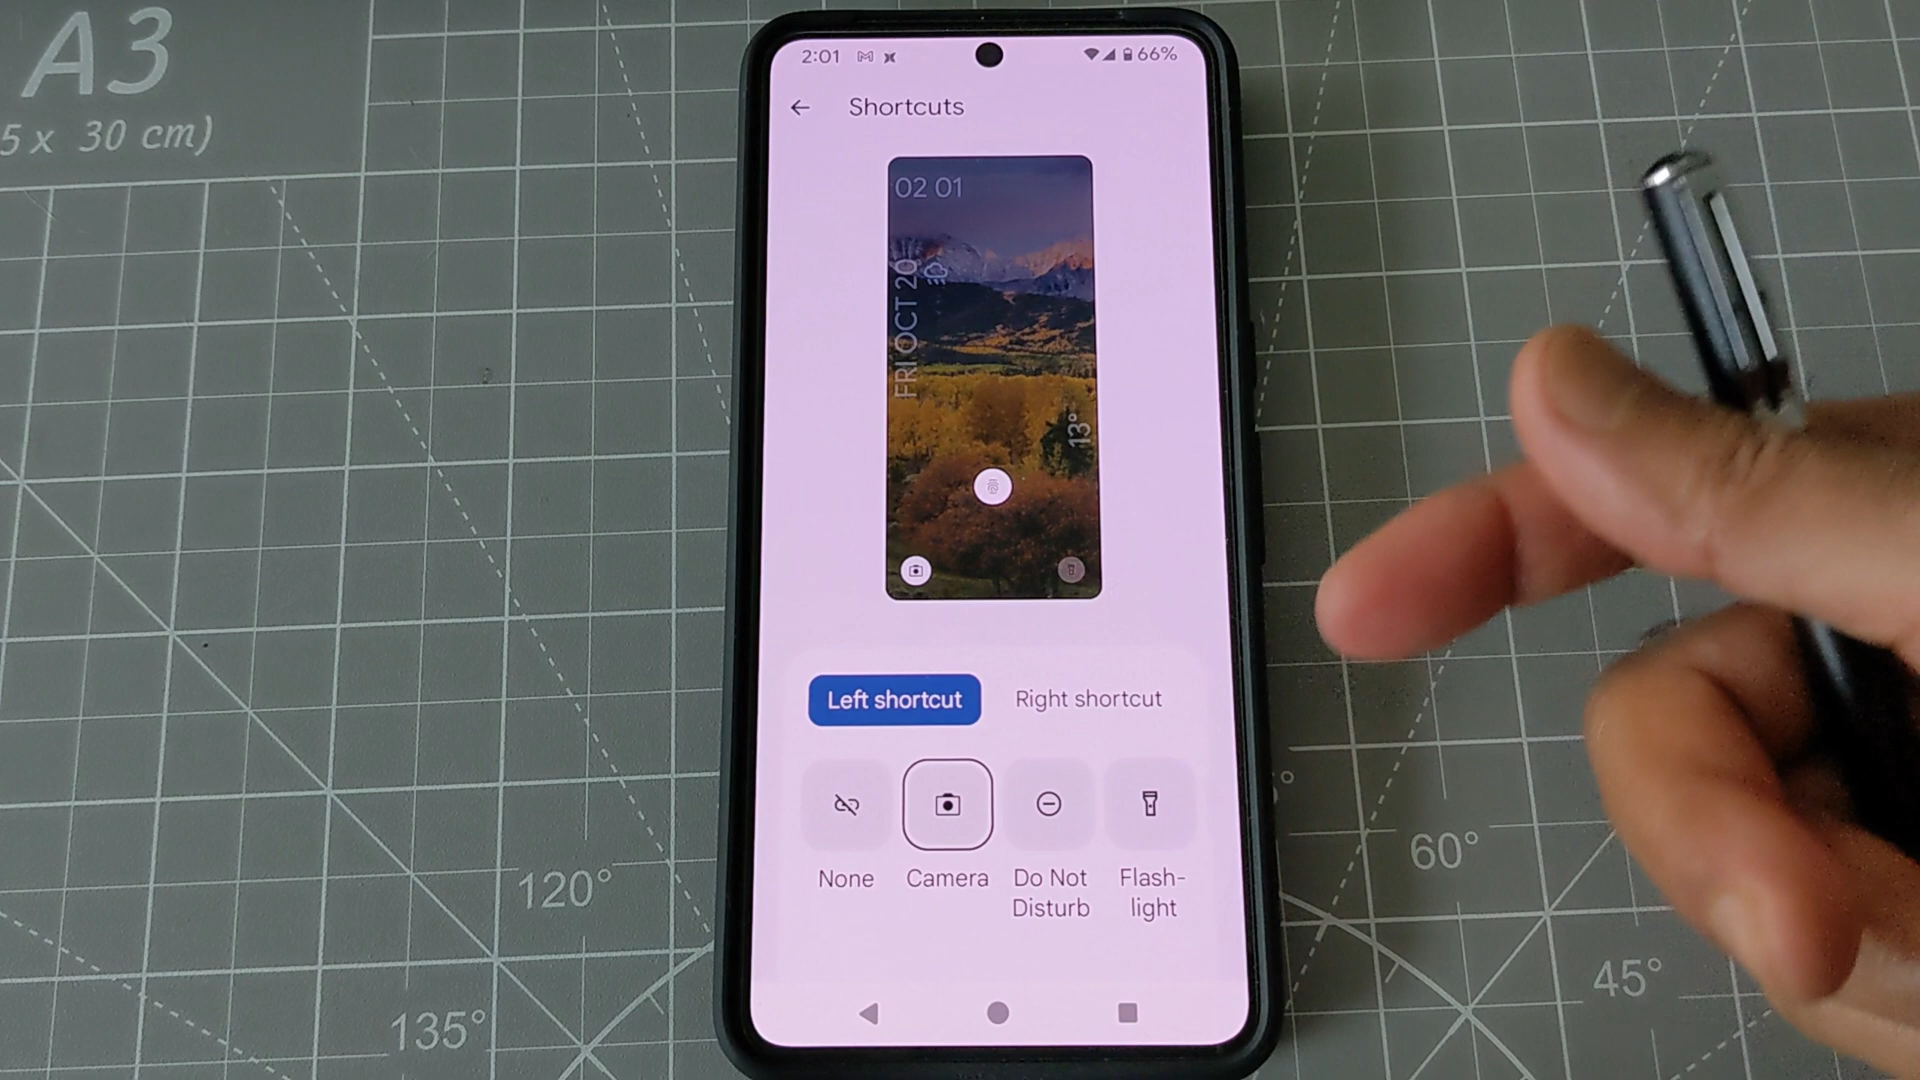 A3
5 x 30 cm)
2:01
66%
Shortcuts
02 01
FRI OCT 20
13°
Left shortcut
Right shortcut
None
Camera
Do Not
Disturb
Flash-
light
120°
135°
60°
45°